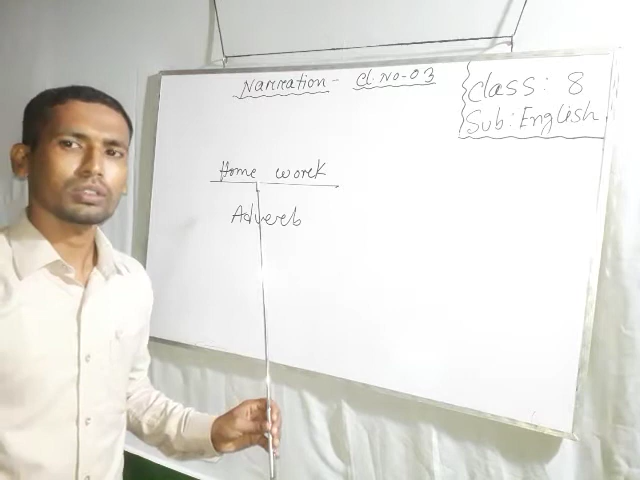 Narration - Cl. No-03
Class: 8
Sub: English
Home work
Adverb